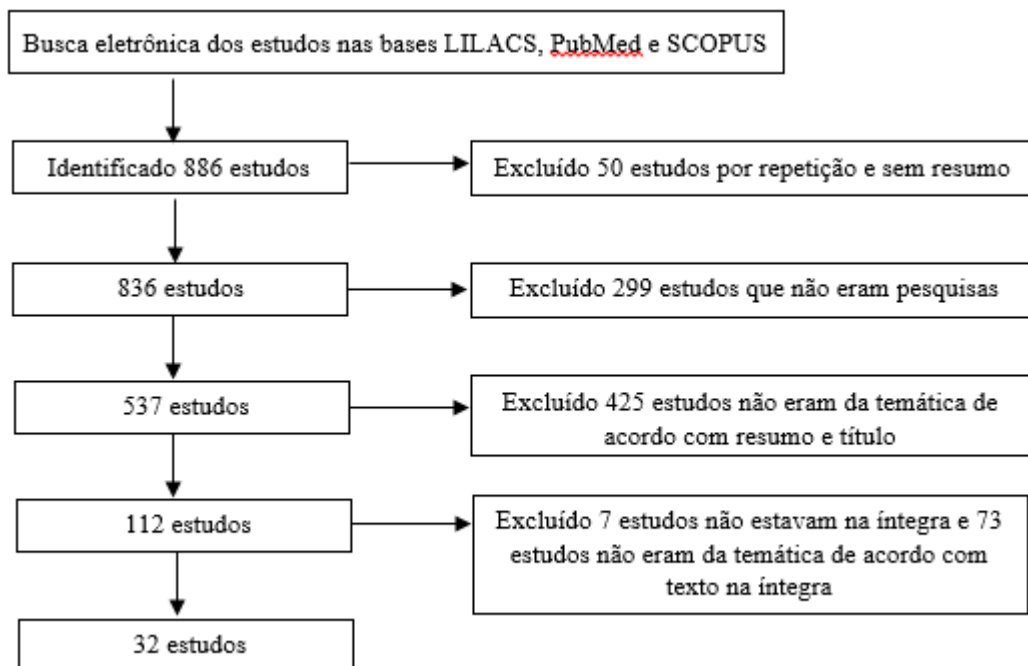 Busca eletrônica dos estudos nas bases LILACS, PubMed e SCOPUS
Identificado 886 estudos
Excluído 50 estudos por repetição e sem resumo
836 estudos
Excluído 299 estudos que não eram pesquisas
537 estudos
Excluído 425 estudos não eram da temática de
acordo com resumo e título
112 estudos
Excluído 7 estudos não estavam na íntegra e 73
estudos não eram da temática de acordo com
texto na íntegra
32 estudos